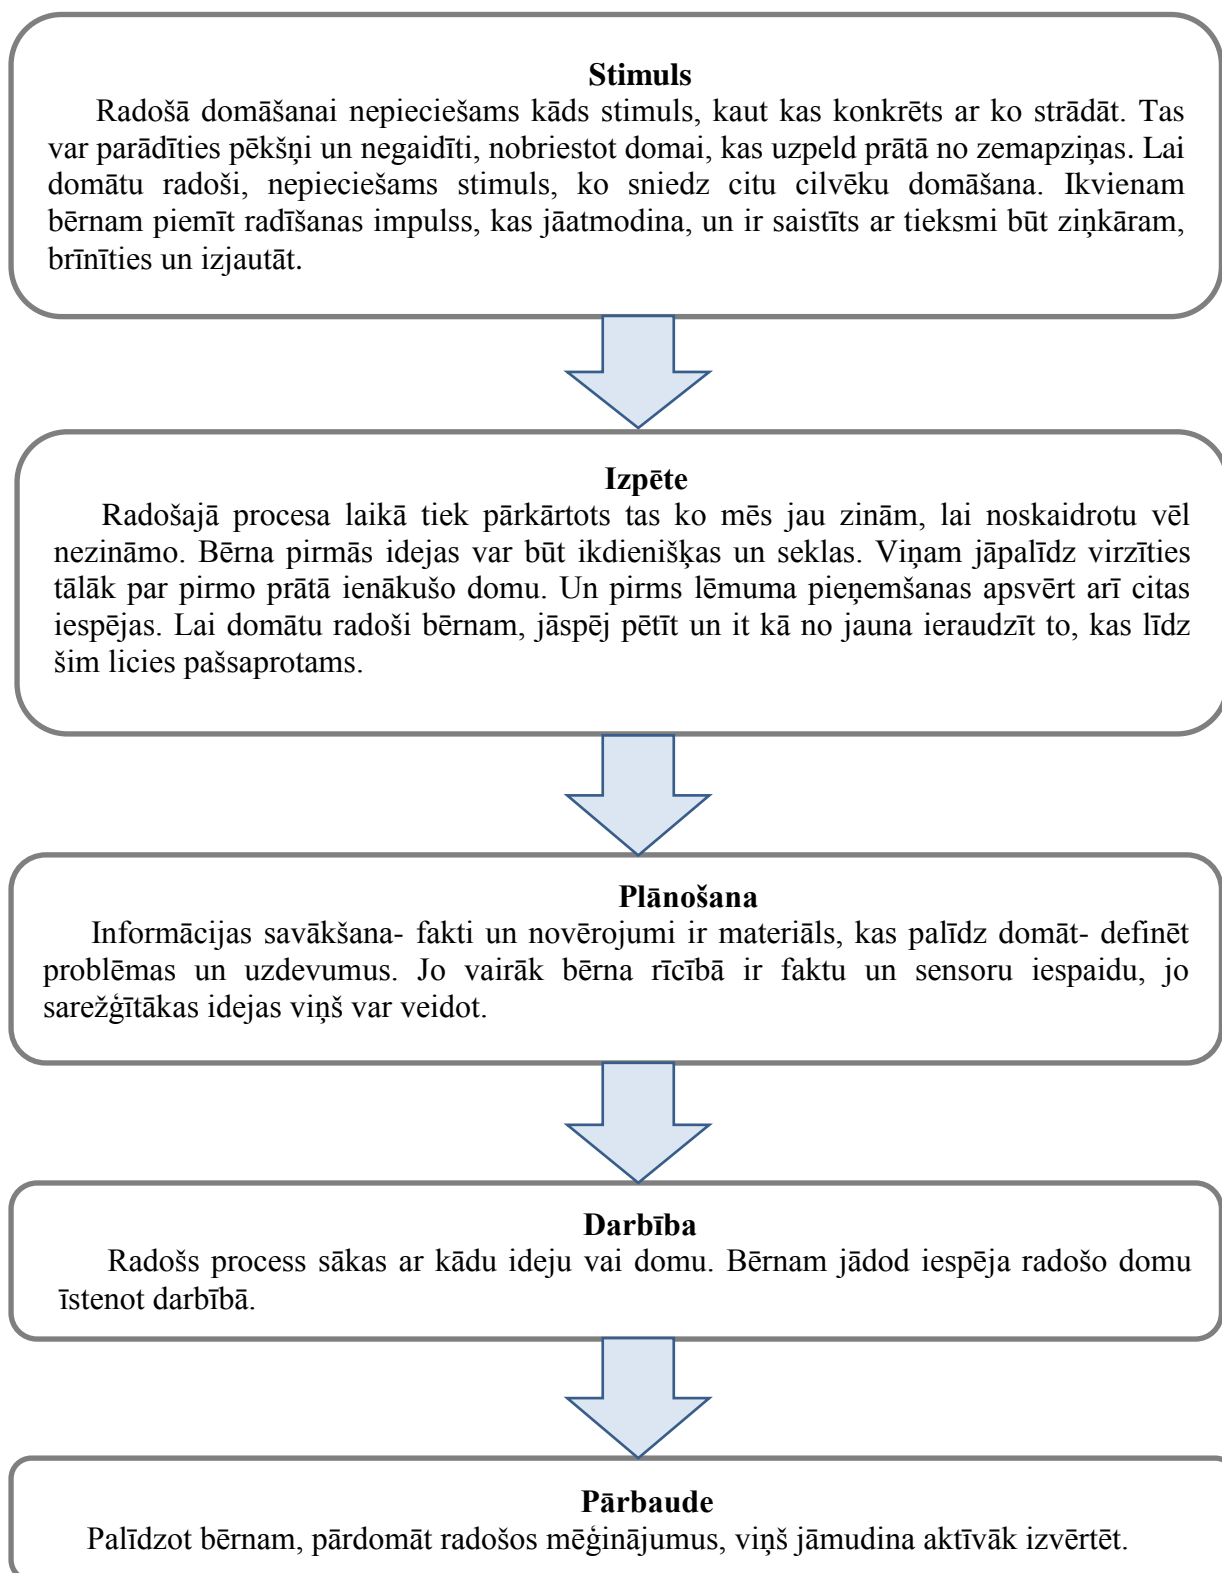 Stimuls
Radošā domāšanai nepieciešams kāds stimuls, kaut kas konkrēts ar ko strādāt. Tas
var parādīties pēkšņi un negaidīti, nobriestot domai, kas uzpeld prātā no zemapziņas. Lai
domātu radoši, nepieciešams stimuls, ko sniedz citu cilvēku domāšana. Ikvienam
bērnam piemīt radīšanas impulss, kas jāatmodina, un ir saistīts ar tieksmi būt ziņkāram,
brīnīties un izjautāt.
Izpēte
Radošajā procesa laikā tiek pārkārtots tas ko mēs jau zinām, lai noskaidrotu vēl
nezināmo. Bērna pirmās idejas var būt ikdienišķas un seklas. Viņam jāpalīdz virzīties
tālāk par pirmo prātā ienākušo domu. Un pirms lēmuma pieņemšanas apsvērt arī citas
iespējas. Lai domātu radoši bērnam, jāspēj pētīt un it kā no jauna ieraudzīt to, kas līdz
šim licies pašsaprotams.
Plānošana
Informācijas savākšana- fakti un novērojumi ir materiāls, kas palīdz domāt- definēt
problēmas un uzdevumus. Jo vairāk bērna rīcībā ir faktu un sensoru iespaidu, jo
sarežģītākas idejas viņš var veidot.
Darbība
Radošs process sākas ar kādu ideju vai domu. Bērnam jādod iespēja radošo domu
īstenot darbībā.
Pārbaude
Palīdzot bērnam, pārdomāt radošos mēģinājumus, viņš jāmudina aktīvāk izvērtēt.